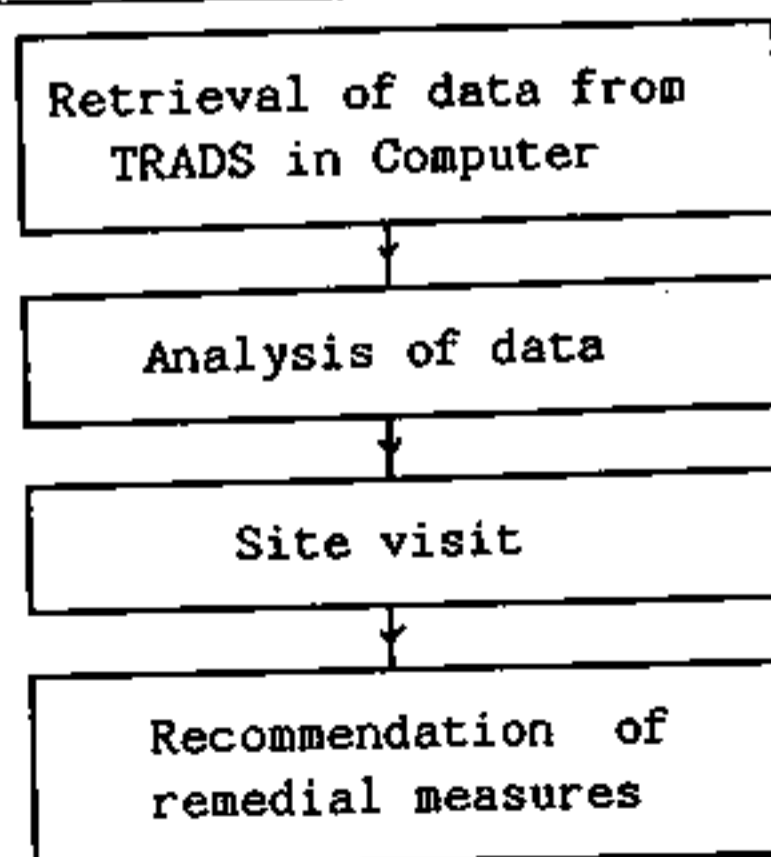 Retrieval of data from
TRADS in Computer
Analysis of data
Site visit
Recommendation of
remedial measures